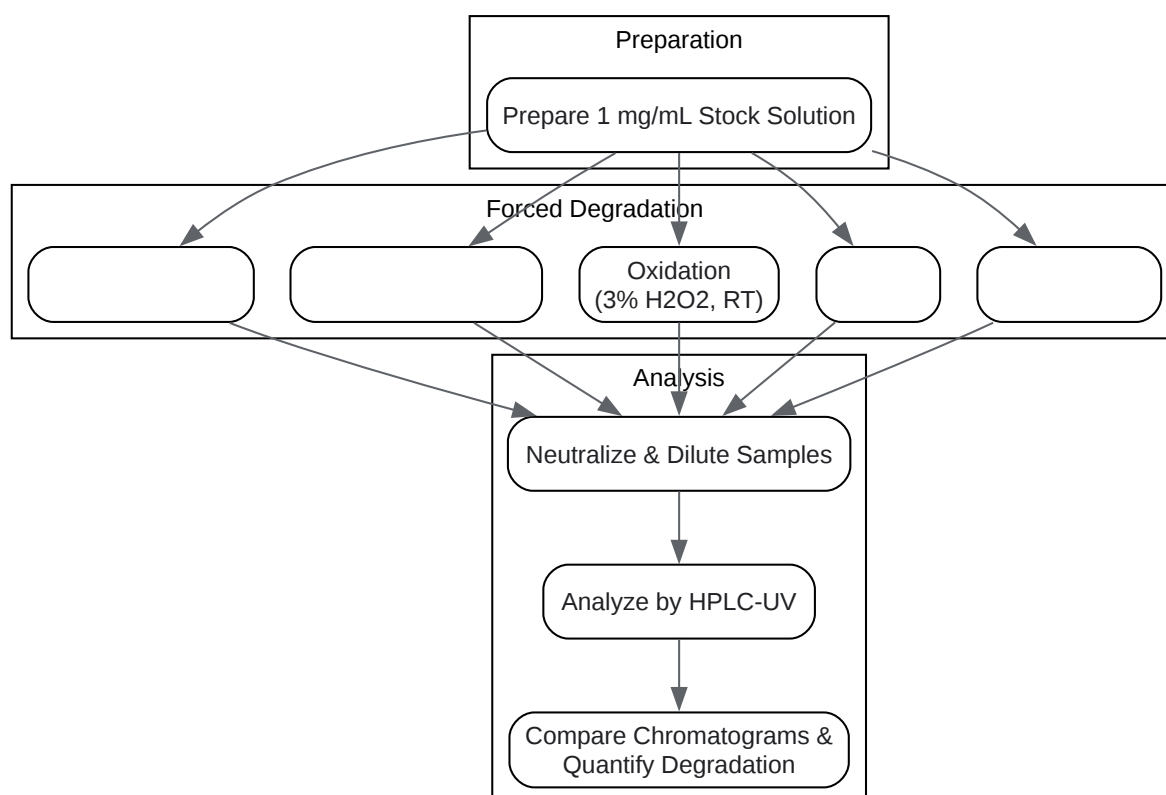 Preparation
Prepare 1 mg/mL Stock Solution
Forced Degradation
Oxidation
(3% H2O2, RT)
Analysis
Neutralize & Dilute Samples
Analyze by HPLC-UV
Compare Chromatograms &
Quantify Degradation